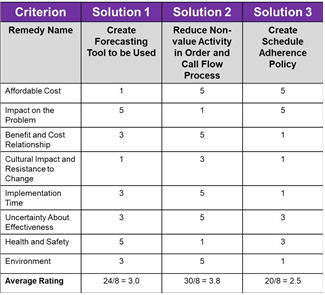 Criterion Solution 1 Solution 2 Solution 3
Remedy Name Create Forecasting Tool to be Used Reduce Non-value Activity in Order and Call Flow Process Create Schedule Adherence Policy
Affordable Cost 1 5 5
Impact on the Problem 5 1 5
Benefit and Cost Relationship 3 5 1
Cultural Impact and Resistance to Change 1 3 1
Implementation Time 3 5 1
Uncertainty About Effectiveness 3 5 3
Health and Safety 5 1 3
Environment 3 5 1
Average Rating 24/8 = 3.0 30/8 = 3.8 20/8 = 2.5